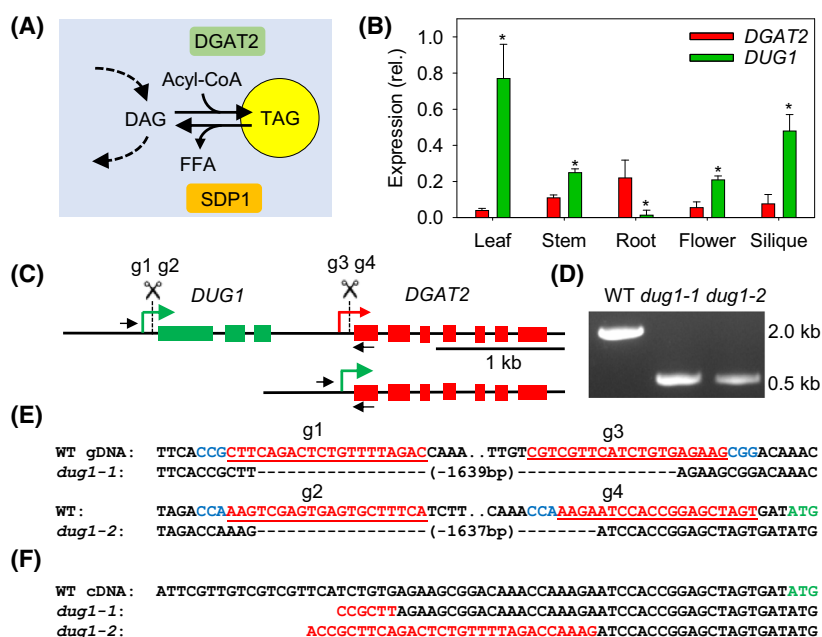 (A)
DGAT2
Acyl-CoA
DAG
TAG
FFA
SDP1
(B)
Expression (rel.)
1.0
0.8
0.6
0.4
0.2
0.0
DGAT2
DUG1
*
*
*
*
*
Leaf Stem Root Flower Silique
(C)
g1 g2
DUG1
g3 g4
DGAT2
1 kb
(D)
WT dug1-1 dug1-2
2.0 kb
0.5 kb
(E)
g1 g3
WT gDNA: TTCACCGCTTCAGACTCTGTTTTAGACCAAA..TTGTCGTCGTTCATCTGTGAGAAGCGGACAAAC
dug1-1: TTCACCGCTT-----------------(-1639bp)----------------AGAAGCGGACAAAC
g2 g4
WT: TAGACCAAAGTCGAGTGAGTGCTTTCATCTT..CAAACCAAAGAATCCACCGGAGCTAGTGATATG
dug1-2: TAGACCAAAG-----------------(-1637bp)---------ATCCACCGGAGCTAGTGATATG
(F)
WT cDNA: ATTCGTTGTCGTCGTTCATCTGTGAGAAGCGGACAAACCAAAGAATCCACCGGAGCTAGTGATATG
dug1-1: CCGCTTAGAAGCGGACAAACCAAAGAATCCACCGGAGCTAGTGATATG
dug1-2: ACCGCTTCAGACTCTGTTTTAGACCAAAGATCCACCGGAGCTAGTGATATG